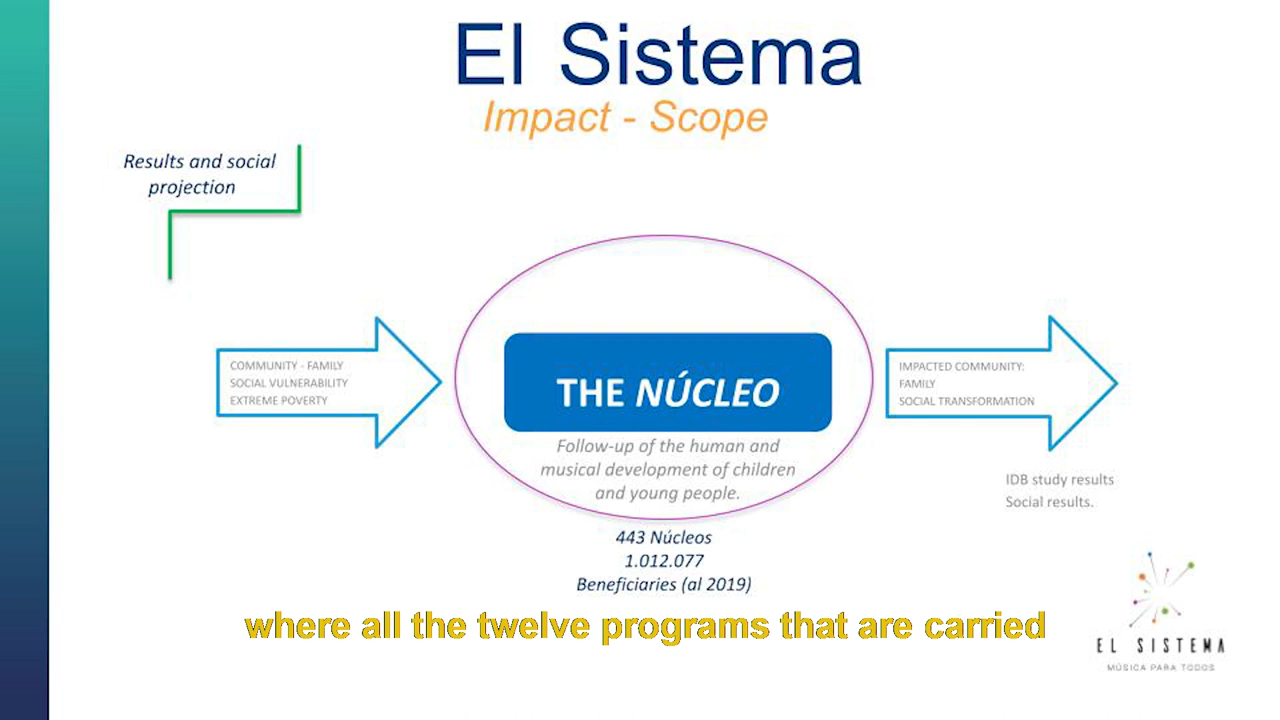 El Sistema
Impact - Scope
Results and social
projection
COMMUNITY - FAMILY
SOCIAL VULNERABILITY
EXTREME POVERTY
THE NÚCLEO
Follow-up of the human and
musical development of children
and young people.
IMPACTED COMMUNITY:
FAMILY
SOCIAL TRANSFORMATION
IDB study results
Social results.
443 Núcleos
1.012.077
Beneficiaries (al 2019)
where all the twelve programs that are carried
EL SISTEMA
MÚSICA PARA TODOS